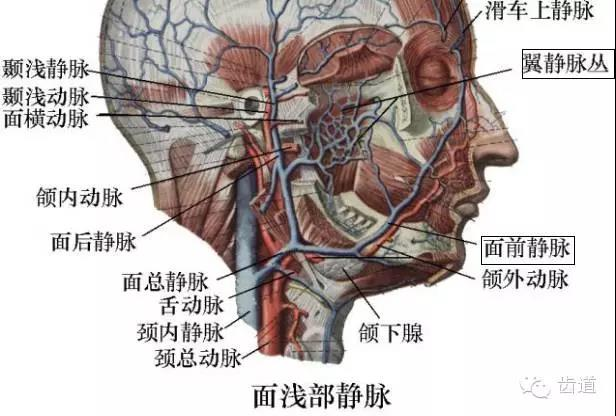 滑车上静脉
颞浅静脉
翼静脉丛
颞浅动脉
面横动脉
颌内动脉
面后静脉
面前静脉
面总静脉
颌外动脉
舌动脉
颈内静脉
颌下腺
颈总动脉
面浅部静脉
齿道